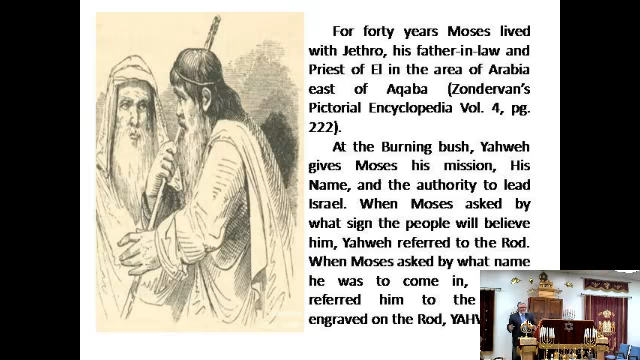 For forty years Moses lived
with Jethro, his father-in-law and
Priest of El in the area of Arabia
east of Aqaba (Zondervan's
Pictorial Encyclopedia Vol. 4, pg.
222).
At the Burning bush, Yahweh
gives Moses his mission, His
Name, and the authority to lead
Israel. When Moses asked by
what sign the people will believe
him, Yahweh referred to the Rod.
When Moses asked by what name
he was to come in,
referred him to the
engraved on the Rod,